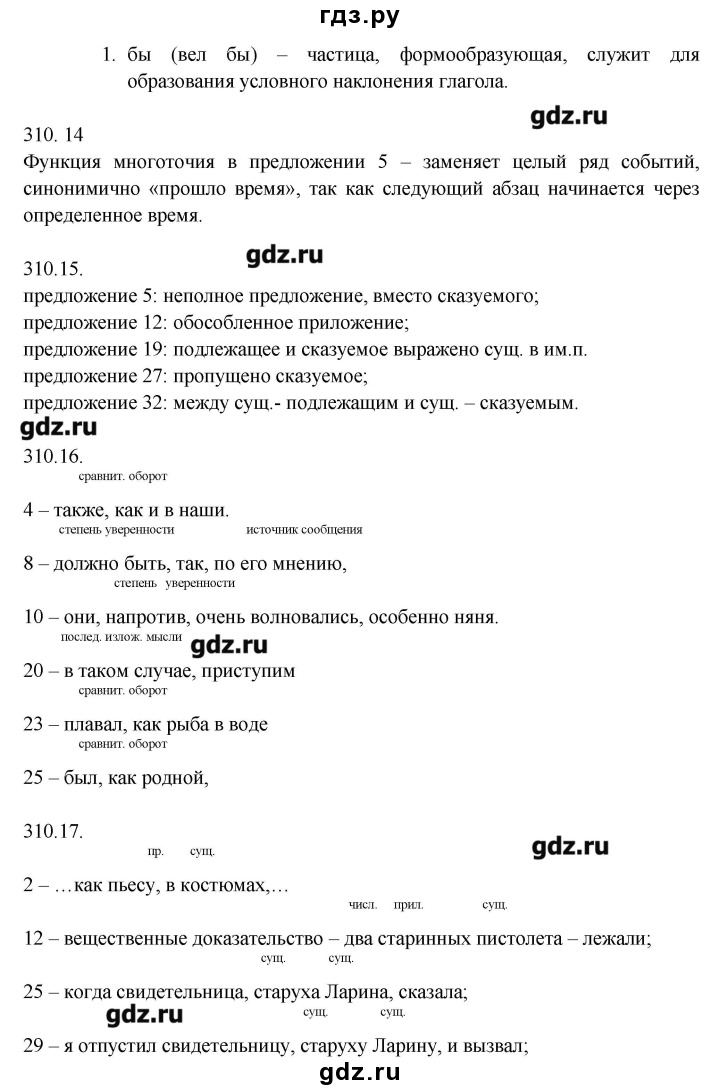 гдз.ру
1. бы (вел бы) – частица, формообразующая, служит для
образования условного наклонения глагола.
gdz.ru
310. 14
Функция многоточия в предложении 5 – заменяет целый ряд событий,
синонимично «прошло время», так как следующий абзац начинается через
определенное время.
gdz.ru
310.15.
предложение 5: неполное предложение, вместо сказуемого;
предложение 12: обособленное приложение;
предложение 19: подлежащее и сказуемое выражено сущ. в им.п.
предложение 27: пропущено сказуемое;
предложение 32: между сущ.- подлежащим и сущ. – сказуемым.
gdz.ru
310.16.
сравнит. оборот
4 – также, как и в наши.
степень уверенности источник сообщения
8 – должно быть, так, по его мнению,
степень уверенности
10 – они, напротив, очень волновались, особенно няня.
послед. излож. мысли
gdz.ru
20 – в таком случае, приступим
сравнит. оборот
23 – плавал, как рыба в воде
сравнит. оборот
25 – был, как родной,
310.17.
gdz.ru
пр. сущ.
2 – …как пьесу, в костюмах,…
числ. прил. сущ.
12 – вещественные доказательство – два старинных пистолета – лежали;
сущ. сущ.
25 – когда свидетельница, старуха Ларина, сказала;
gdz.ru
сущ. сущ.
29 – я отпустил свидетельницу, старуху Ларину, и вызвал;
gdz.ru